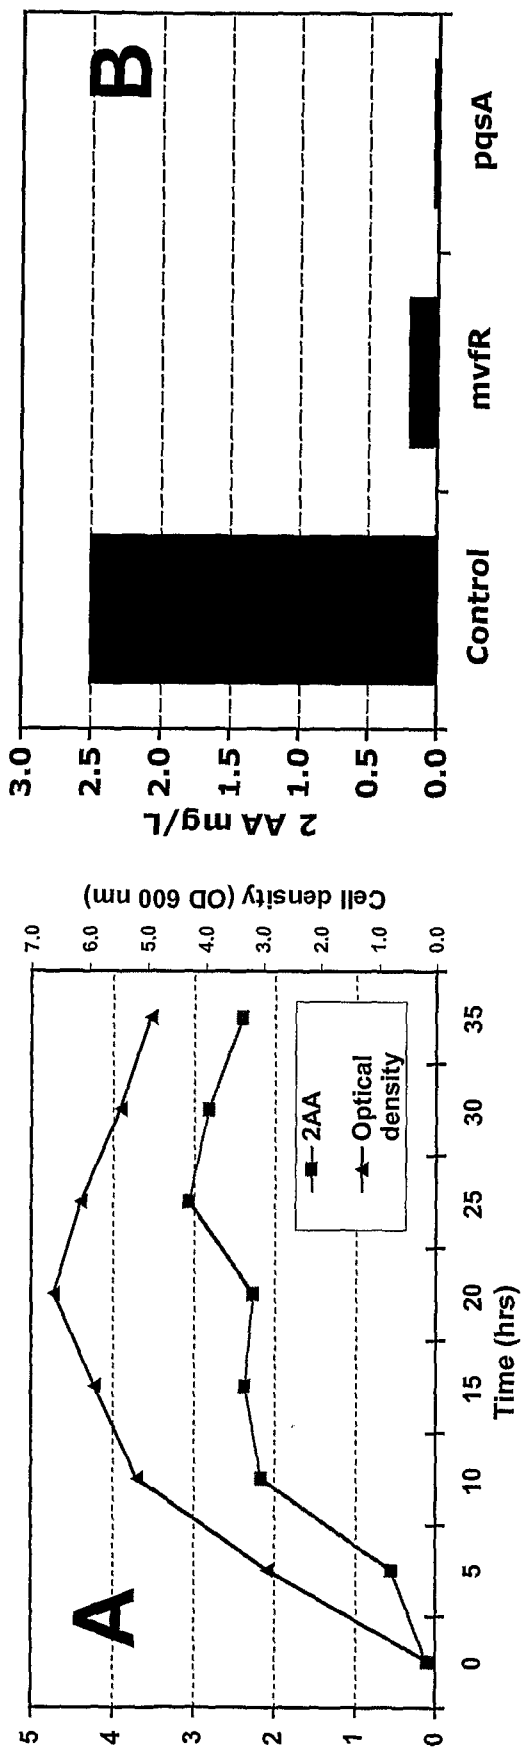 A
5
4
3
2
1
0
0 5 10 15 20 25 30 35
Time (hrs)
2AA
Optical
density
7.0
6.0
5.0
4.0
3.0
2.0
1.0
0.0
Cell density (OD 600 nm)
B
2 AA mg/L
3.0
2.5
2.0
1.5
1.0
0.5
0.0
Control mvfR pqsA